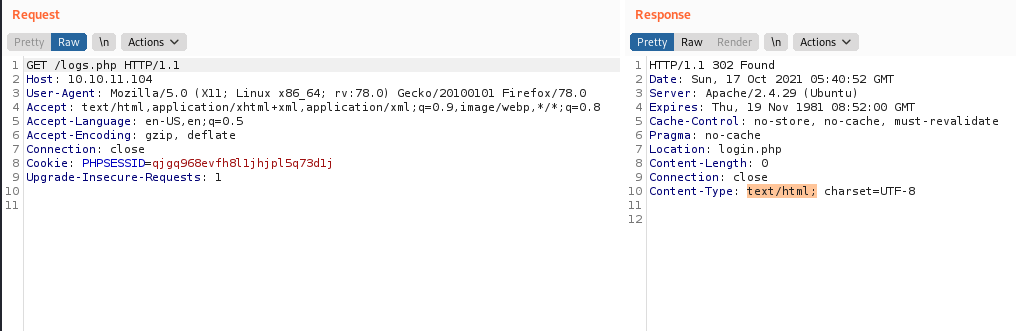 Request
Pretty Raw \n Actions
1 GET /logs.php HTTP/1.1
2 Host: 10.10.11.104
3 User-Agent: Mozilla/5.0 (X11; Linux x86_64; rv:78.0) Gecko/20100101 Firefox/78.0
4 Accept: text/html,application/xhtml+xml,application/xml;q=0.9,image/webp,*/*;q=0.8
5 Accept-Language: en-US,en;q=0.5
6 Accept-Encoding: gzip, deflate
7 Connection: close
8 Cookie: PHPSESSID=qjgq968evfh8l1jhjpl5q73d1j
9 Upgrade-Insecure-Requests: 1
10
11
Response
Pretty Raw Render \n Actions
1 HTTP/1.1 302 Found
2 Date: Sun, 17 Oct 2021 05:40:52 GMT
3 Server: Apache/2.4.29 (Ubuntu)
4 Expires: Thu, 19 Nov 1981 08:52:00 GMT
5 Cache-Control: no-store, no-cache, must-revalidate
6 Pragma: no-cache
7 Location: login.php
8 Content-Length: 0
9 Connection: close
10 Content-Type: text/html; charset=UTF-8
11
12